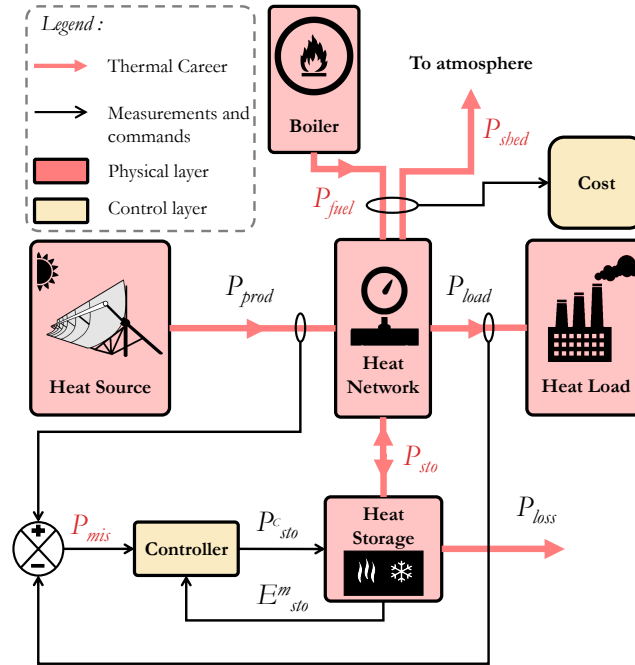 Legend :
Thermal Career
Measurements and
commands
Physical layer
Control layer
Boiler
To atmosphere
P_shed
P_fuel
Cost
Heat Source
P_prod
Heat
Network
P_load
Heat Load
P_sto
+
−
P_mis
Controller
P^c_sto
Heat
Storage
P_loss
E^m_sto